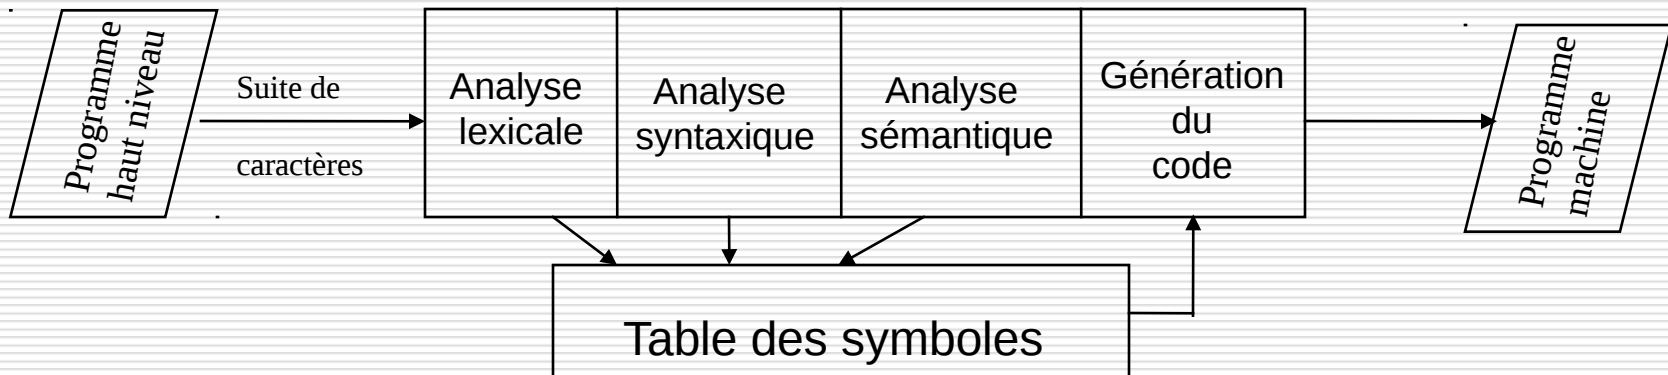 Programme
haut niveau
Suite de
caractères
Analyse
lexicale
Analyse
syntaxique
Analyse
sémantique
Génération
du
code
Programme
machine
Table des symboles